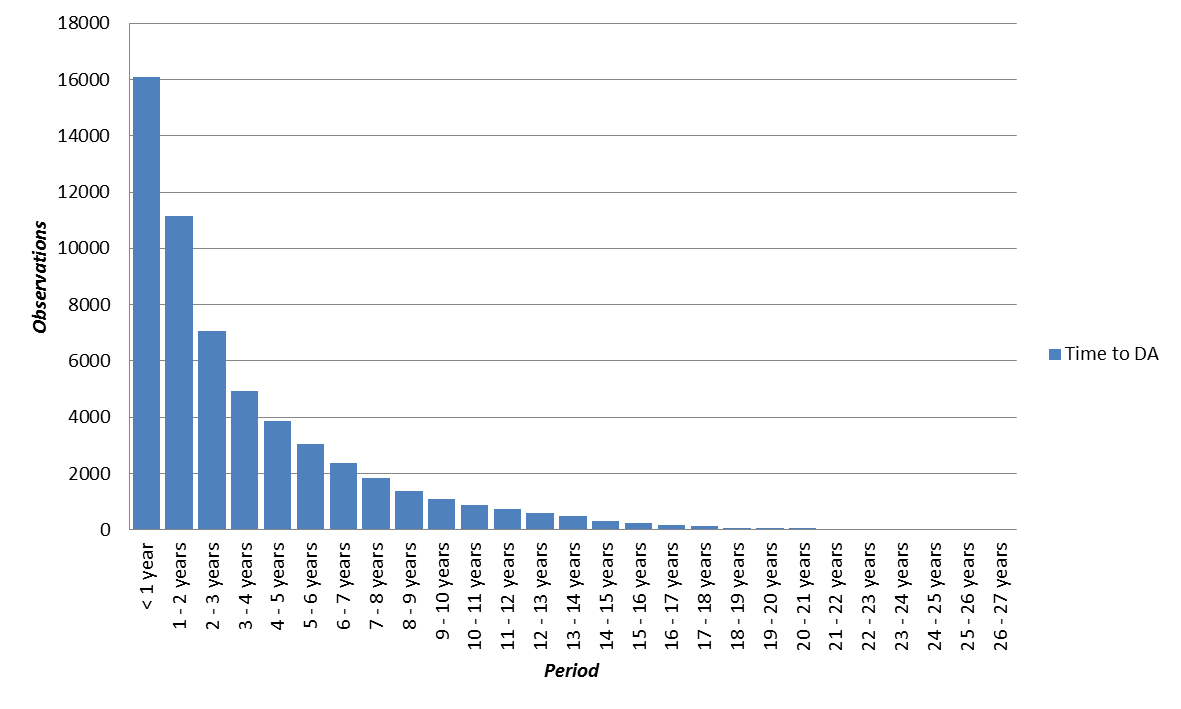 18000
16000
14000
12000
10000
8000
6000
4000
2000
0
Observations
< 1 year
1 - 2 years
2 - 3 years
3 - 4 years
4 - 5 years
5 - 6 years
6 - 7 years
7 - 8 years
8 - 9 years
9 - 10 years
10 - 11 years
11 - 12 years
12 - 13 years
13 - 14 years
14 - 15 years
15 - 16 years
16 - 17 years
17 - 18 years
18 - 19 years
19 - 20 years
20 - 21 years
21 - 22 years
22 - 23 years
23 - 24 years
24 - 25 years
25 - 26 years
26 - 27 years
Period
Time to DA